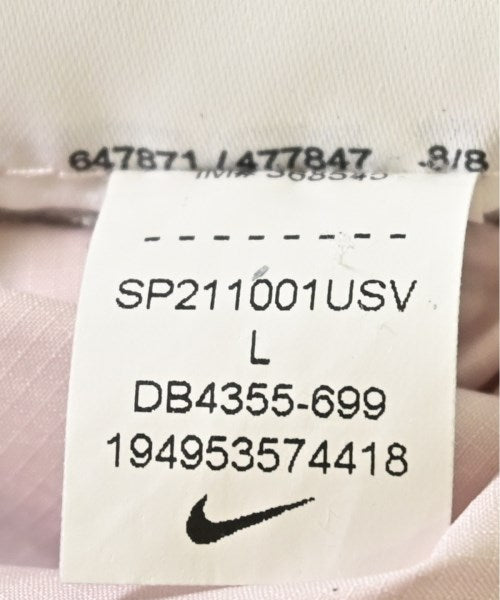 647871 / 477847 8/8
SP211001USV
L
DB4355-699
194953574418